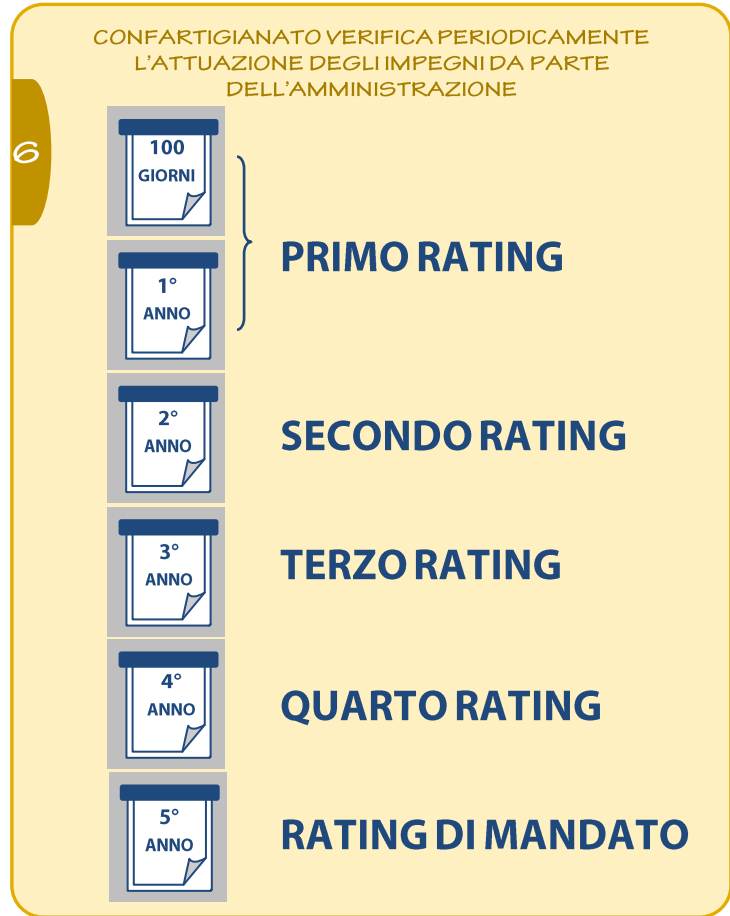 CONFARTIGIANATO VERIFICA PERIODICAMENTE
L'ATTUAZIONE DEGLI IMPEGNI DA PARTE
DELL'AMMINISTRAZIONE
6
100
GIORNI
1°
ANNO
PRIMO RATING
2°
ANNO
SECONDO RATING
3°
ANNO
TERZO RATING
4°
ANNO
QUARTO RATING
5°
ANNO
RATING DI MANDATO